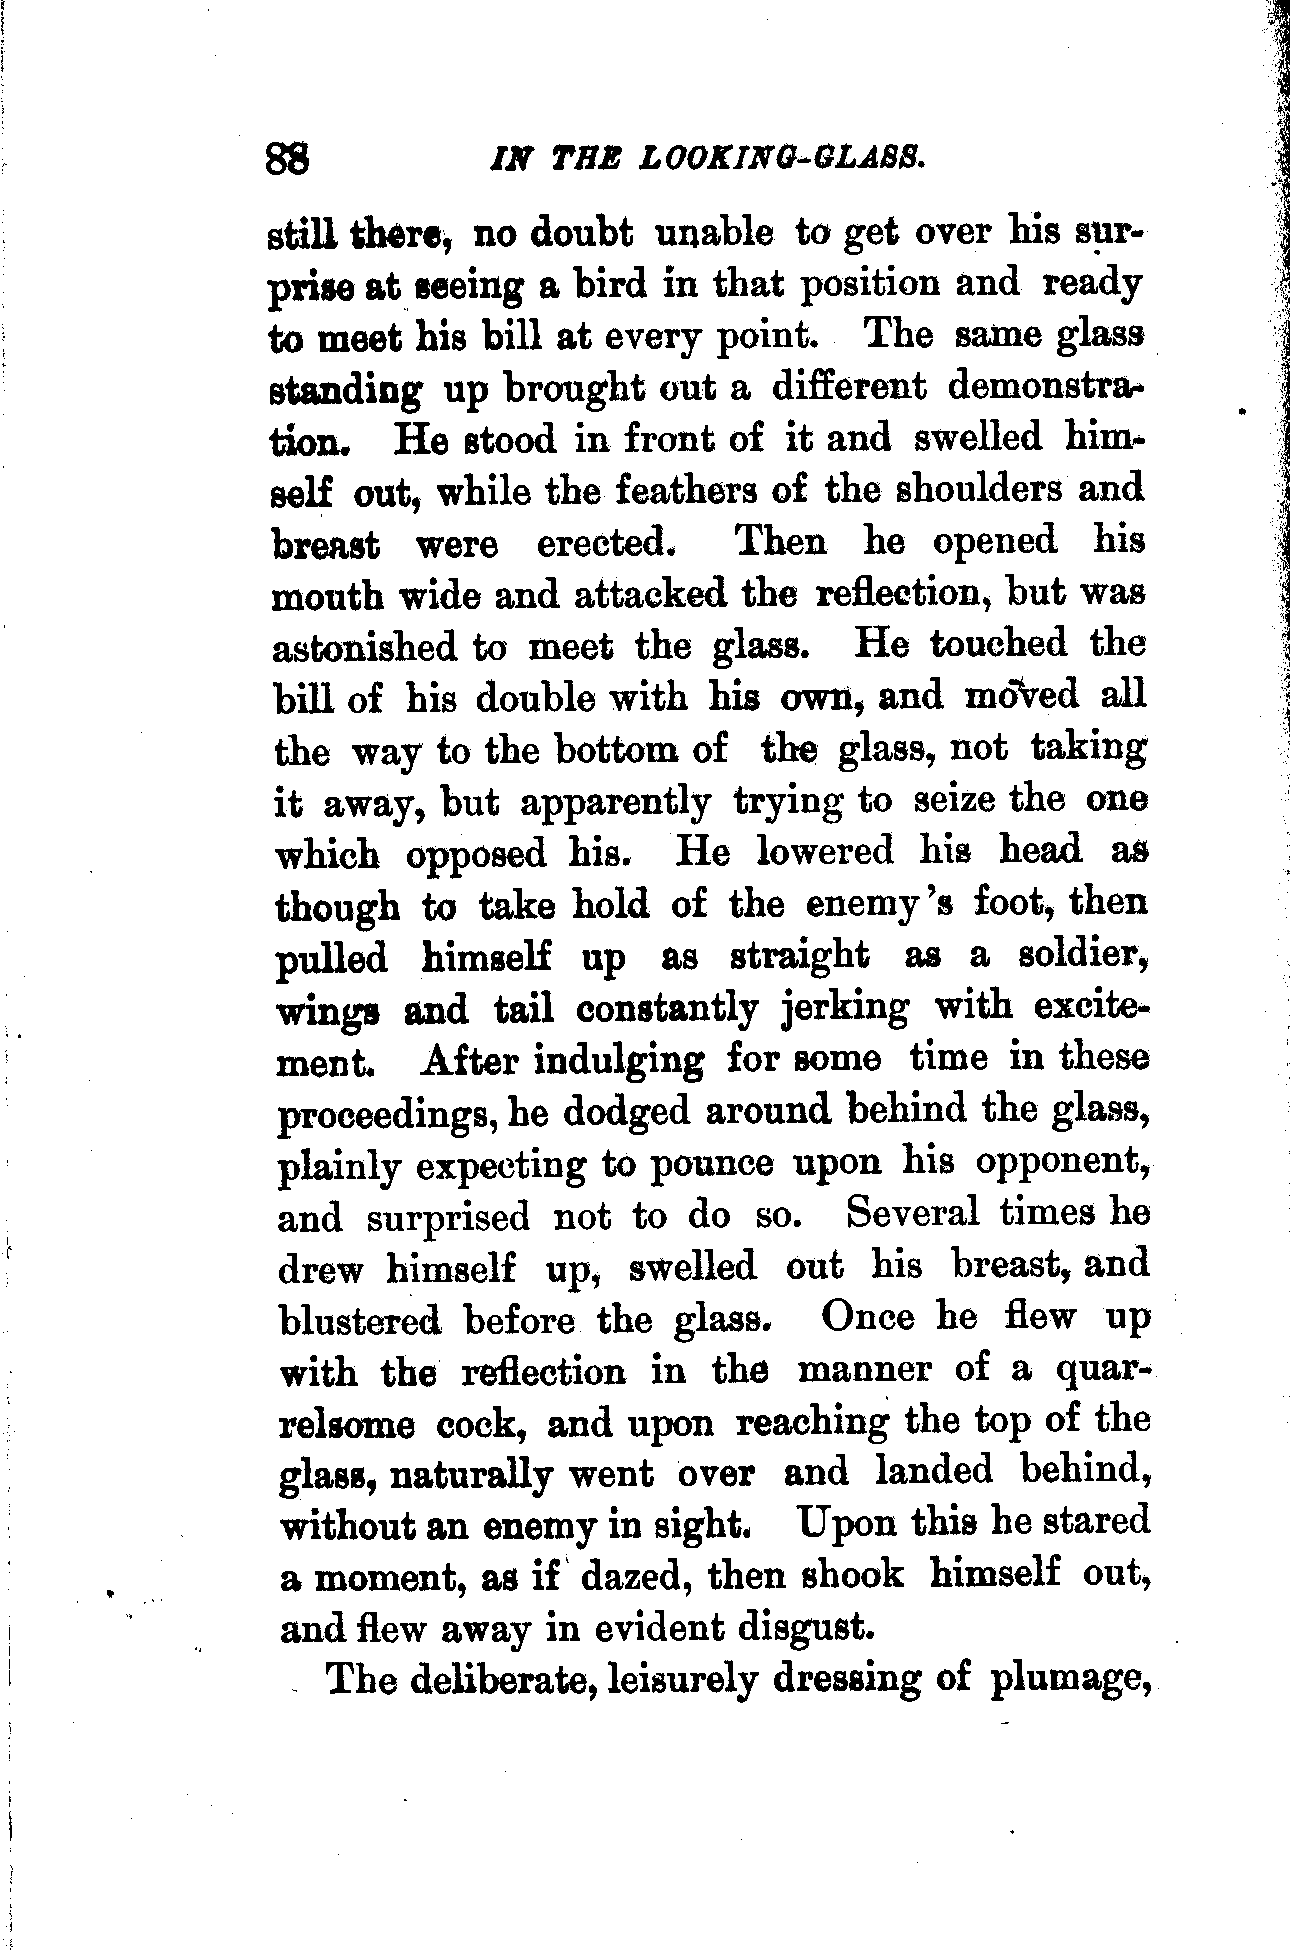 88 IN THE LOOKING-GLASS.
still there, no doubt unable to get over his sur-
prise at seeing a bird in that position and ready
to meet his bill at every point. The same glass
standing up brought out a different demonstra-
tion. He stood in front of it and swelled him-
self out, while the feathers of the shoulders and
breast were erected. Then he opened his
mouth wide and attacked the reflection, but was
astonished to meet the glass. He touched the
bill of his double with his own, and moved all
the way to the bottom of the glass, not taking
it away, but apparently trying to seize the one
which opposed his. He lowered his head as
though to take hold of the enemy's foot, then
pulled himself up as straight as a soldier,
wings and tail constantly jerking with excite-
ment. After indulging for some time in these
proceedings, he dodged around behind the glass,
plainly expecting to pounce upon his opponent,
and surprised not to do so. Several times he
drew himself up, swelled out his breast, and
blustered before the glass. Once he flew up
with the reflection in the manner of a quar-
relsome cock, and upon reaching the top of the
glass, naturally went over and landed behind,
without an enemy in sight. Upon this he stared
a moment, as if dazed, then shook himself out,
and flew away in evident disgust.
The deliberate, leisurely dressing of plumage,